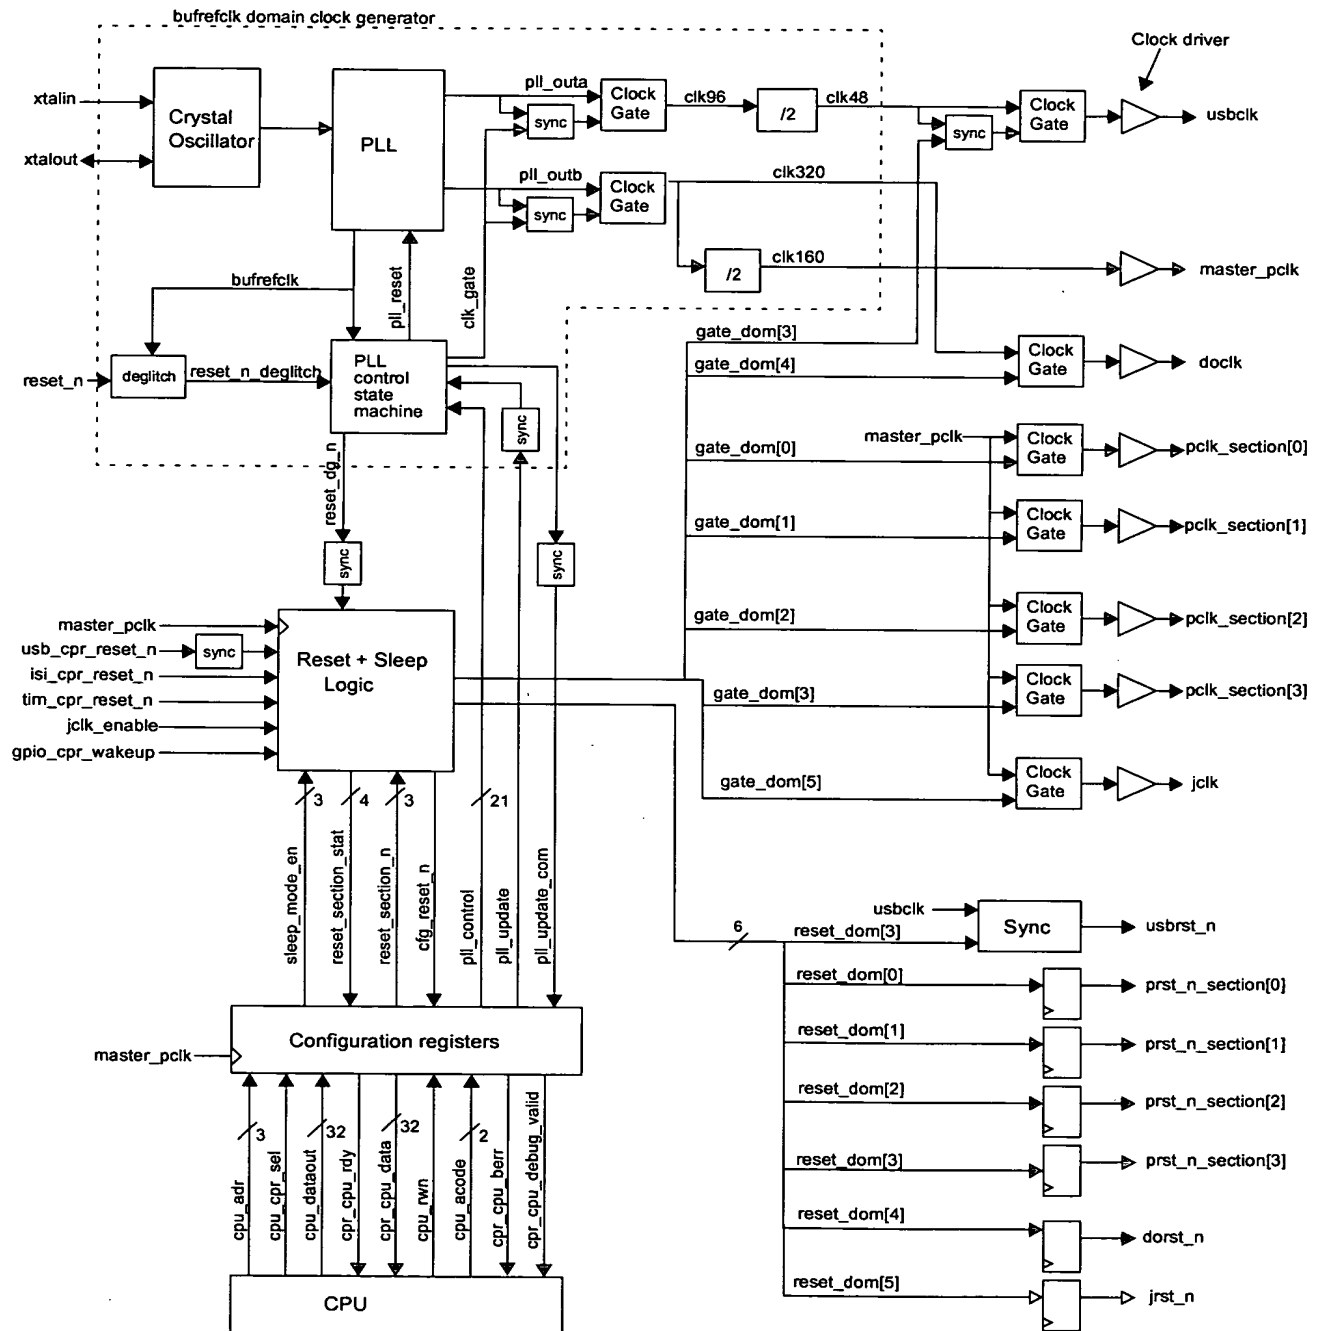 bufrefclk domain clock generator
Clock driver
xtalin
xtalout
Crystal
Oscillator
PLL
pll_outa
sync
Clock
Gate
clk96
/2
clk48
sync
Clock
Gate
usbclk
pll_outb
sync
Clock
Gate
clk320
/2
clk160
master_pclk
bufrefclk
pll_reset
clk_gate
reset_n
deglitch
reset_n_deglitch
PLL
control
state
machine
sync
reset_dg_n
sync
sync
gate_dom[3]
gate_dom[4]
Clock
Gate
doclk
master_pclk
gate_dom[0]
Clock
Gate
pclk_section[0]
gate_dom[1]
Clock
Gate
pclk_section[1]
gate_dom[2]
Clock
Gate
pclk_section[2]
gate_dom[3]
Clock
Gate
pclk_section[3]
gate_dom[5]
Clock
Gate
jclk
master_pclk
usb_cpr_reset_n
sync
isi_cpr_reset_n
tim_cpr_reset_n
jclk_enable
gpio_cpr_wakeup
Reset + Sleep
Logic
3
4
3
21
sleep_mode_en
reset_section_stat
reset_section_n
cfg_reset_n
pll_control
pll_update
pll_update_com
6
usbclk
reset_dom[3]
Sync
usbrst_n
reset_dom[0]
prst_n_section[0]
reset_dom[1]
prst_n_section[1]
reset_dom[2]
prst_n_section[2]
reset_dom[3]
prst_n_section[3]
reset_dom[4]
dorst_n
reset_dom[5]
jrst_n
master_pclk
Configuration registers
3
32
32
2
cpu_adr
cpu_cpr_sel
cpu_dataout
cpr_cpu_rdy
cpr_cpu_data
cpu_rwn
cpu_acode
cpr_cpu_berr
cpr_cpu_debug_valid
CPU